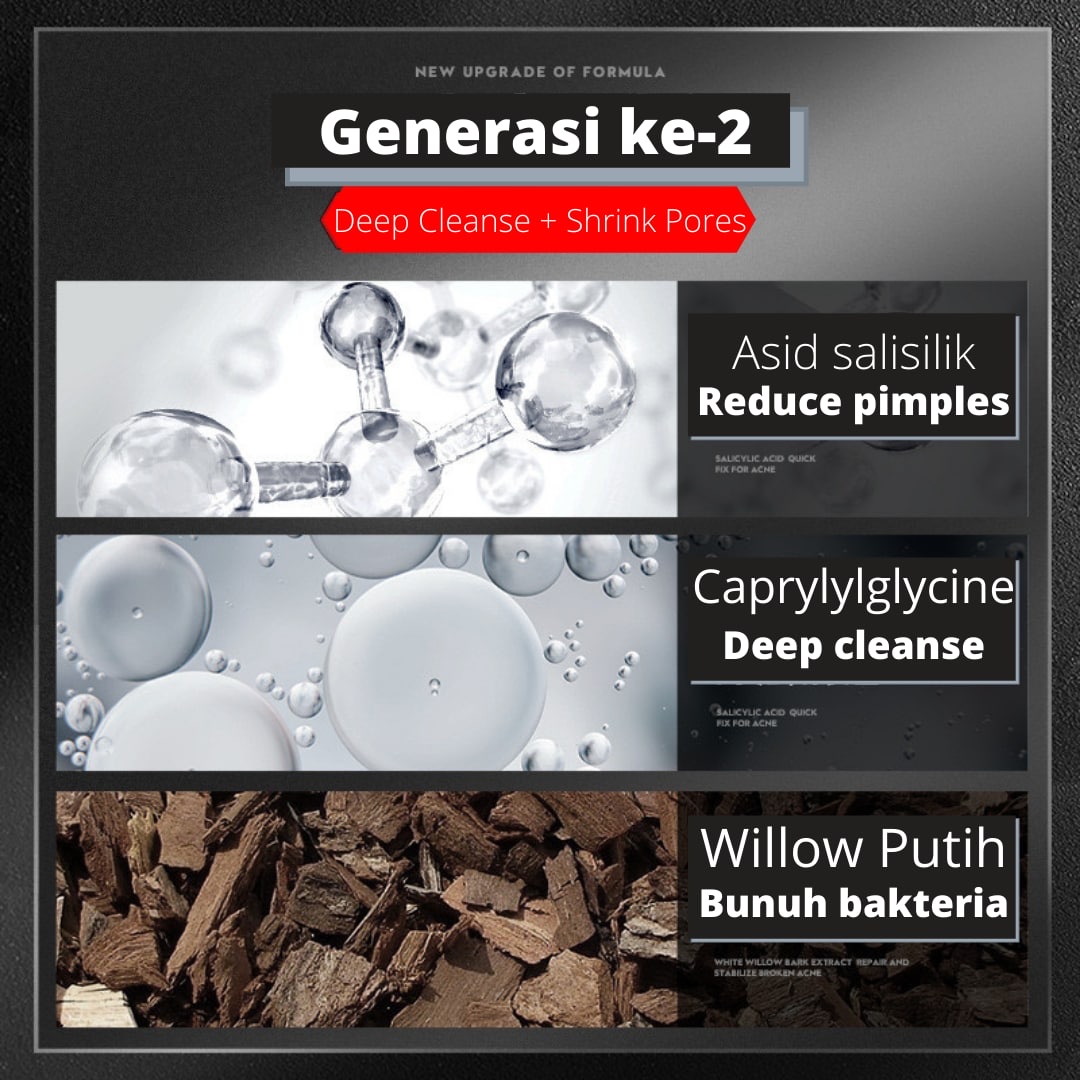 NEW UPGRADE OF FORMULA
Generasi ke-2
Deep Cleanse + Shrink Pores
Asid salisilik
Reduce pimples
SALICYLIC ACID QUICK
FIX FOR ACNE
Caprylylglycine
Deep cleanse
SALICYLIC ACID QUICK
FIX FOR ACNE
Willow Putih
Bunuh bakteria
WHITE WILLOW BARK EXTRACT REPAIR AND
STABILIZE BROKEN ACNE